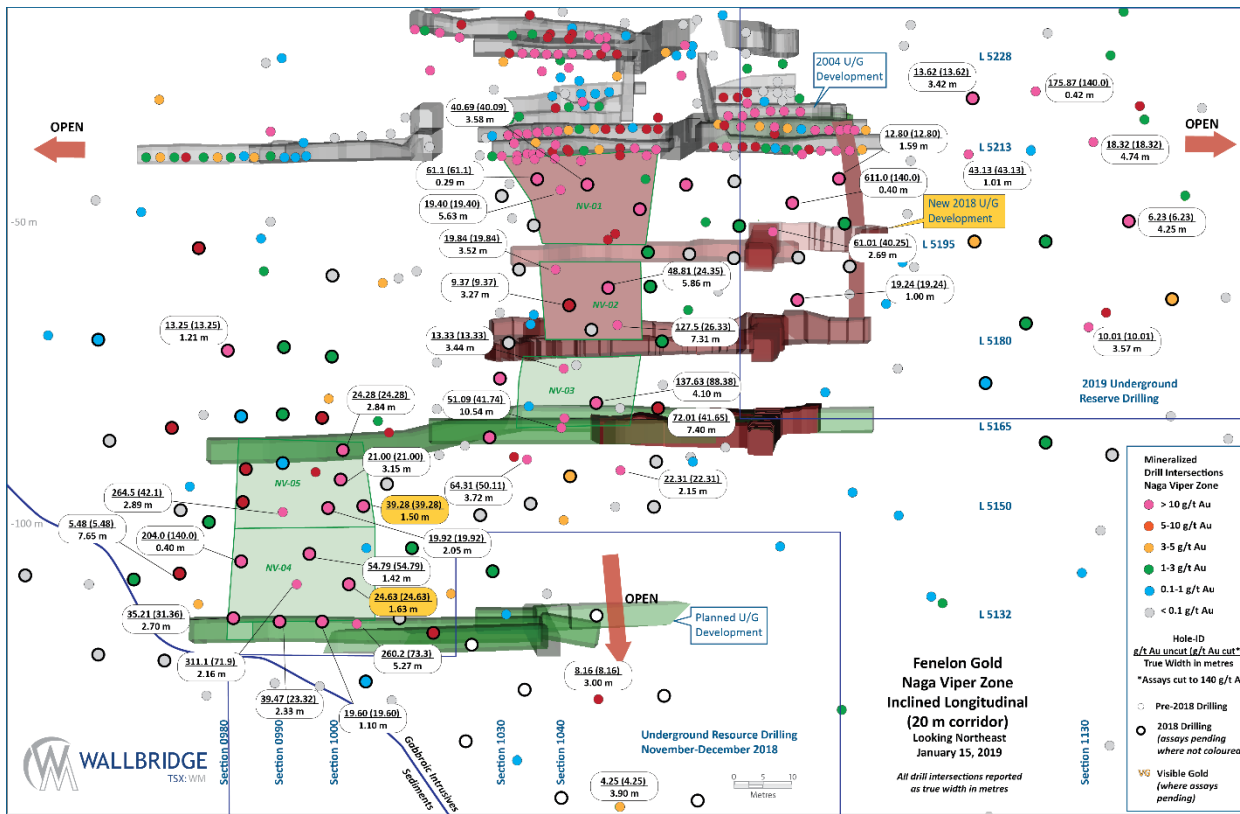 L 5228
2004 U/G
Development
13.62 (13.62)
3.42 m
175.87 (140.0)
0.42 m
40.69 (40.09)
3.58 m
OPEN
OPEN
12.80 (12.80)
1.59 m
L 5213
18.32 (18.32)
4.74 m
61.1 (61.1)
0.29 m
611.0 (140.0)
0.40 m
43.13 (43.13)
1.01 m
19.40 (19.40)
5.63 m
NV-01
New 2018 U/G
Development
6.23 (6.23)
4.25 m
-50 m
19.84 (19.84)
3.52 m
61.01 (40.25)
2.69 m
L 5195
48.81 (24.35)
5.86 m
9.37 (9.37)
3.27 m
NV-02
19.24 (19.24)
1.00 m
13.25 (13.25)
1.21 m
13.33 (13.33)
3.44 m
127.5 (26.33)
7.31 m
L 5180
10.01 (10.01)
3.57 m
24.28 (24.28)
2.84 m
51.09 (41.74)
10.54 m
NV-03
137.63 (88.38)
4.10 m
2019 Underground
Reserve Drilling
72.01 (41.65)
7.40 m
L 5165
21.00 (21.00)
3.15 m
64.31 (50.11)
3.72 m
22.31 (22.31)
2.15 m
NV-05
264.5 (42.1)
2.89 m
39.28 (39.28)
1.50 m
L 5150
-100 m
5.48 (5.48)
7.65 m
204.0 (140.0)
0.40 m
19.92 (19.92)
2.05 m
NV-04
54.79 (54.79)
1.42 m
24.63 (24.63)
1.63 m
OPEN
Planned U/G
Development
L 5132
35.21 (31.36)
2.70 m
311.1 (71.9)
2.16 m
260.2 (73.3)
5.27 m
8.16 (8.16)
3.00 m
39.47 (23.32)
2.33 m
19.60 (19.60)
1.10 m
Mineralized
Drill Intersections
Naga Viper Zone
> 10 g/t Au
5-10 g/t Au
3-5 g/t Au
1-3 g/t Au
0.1-1 g/t Au
< 0.1 g/t Au
Hole-ID
g/t Au uncut (g/t Au cut*
True Width in metres
*Assays cut to 140 g/t A
Pre-2018 Drilling
2018 Drilling
(assays pending
where not coloured)
VG Visible Gold
(where assays
pending)
Fenelon Gold
Naga Viper Zone
Inclined Longitudinal
(20 m corridor)
Looking Northeast
January 15, 2019
All drill intersections reported
as true width in metres
Underground Resource Drilling
November-December 2018
4.25 (4.25)
3.90 m
0 5 10
Metres
WALLBRIDGE
TSX: WM
Section 0980
Section 0990
Section 1000
Gabbroic Intrusives
Sediments
Section 1030
Section 1040
Section 1130